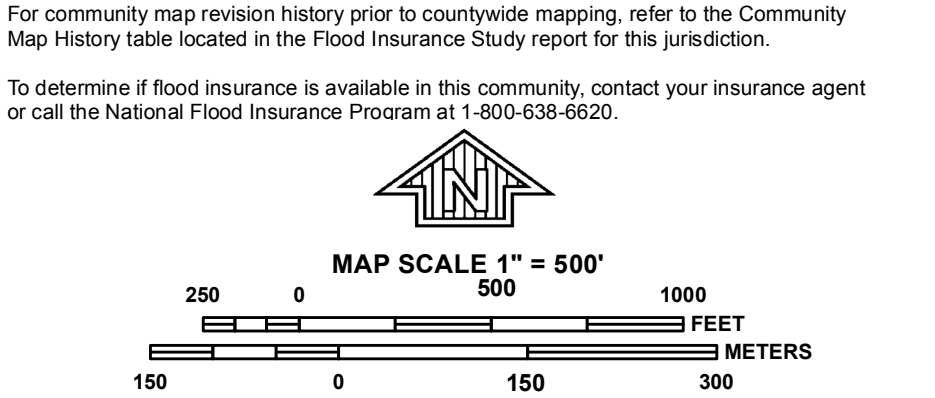 For community map revision history prior to countywide mapping, refer to the Community
Map History table located in the Flood Insurance Study report for this jurisdiction.
To determine if flood insurance is available in this community, contact your insurance agent
or call the National Flood Insurance Program at 1-800-638-6620.
N
MAP SCALE 1" = 500'
250 0 500 1000
FEET
METERS
150 0 150 300